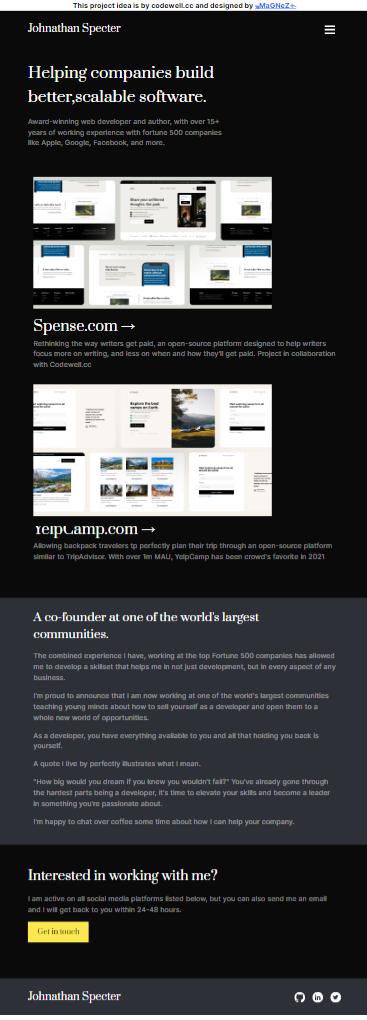 This project idea is by codewell.cc and designed by
Johnathan Specter
Helping companies build
better,scalable software.
Award-winning web developer and author, with over 15+
years of working experience with fortune 500 companies
like Apple, Google, Facebook, and more.
Share your unfiltered
thoughts. Get paid.
Spense.com →
Rethinking the way writers get paid, an open-source platform designed to help writers
focus more on writing, and less on when and how they'll get paid. Project in collaboration
with Codewell.cc
Explore the best
camps on Earth.
YelpCamp.com →
Allowing backpack travelers tp perfectly plan their trip through an open-source platform
similar to TripAdvisor. With over 1m MAU, YelpCamp has been crowd's favorite in 2021
A co-founder at one of the world's largest
communities.
The combined experience I have, working at the top Fortune 500 companies has allowed
me to develop a skillset that helps me in not just development, but in every aspect of any
business.
I'm proud to announce that I am now working at one of the world's largest communities
teaching young minds about how to sell yourself as a developer and open them to a
whole new world of opportunities.
As a developer, you have everything available to you and all that holding you back is
yourself.
A quote I live by perfectly illustrates what I mean.
"How big would you dream if you knew you wouldn't fail?" You've already gone through
the hardest parts being a developer, it's time to elevate your skills and become a leader
in something you're passionate about.
I'm happy to chat over coffee some time about how I can help your company.
Interested in working with me?
I am active on all social media platforms listed below, but you can also send me an email
and I will get back to you within 24-48 hours.
Get in touch
Johnathan Specter